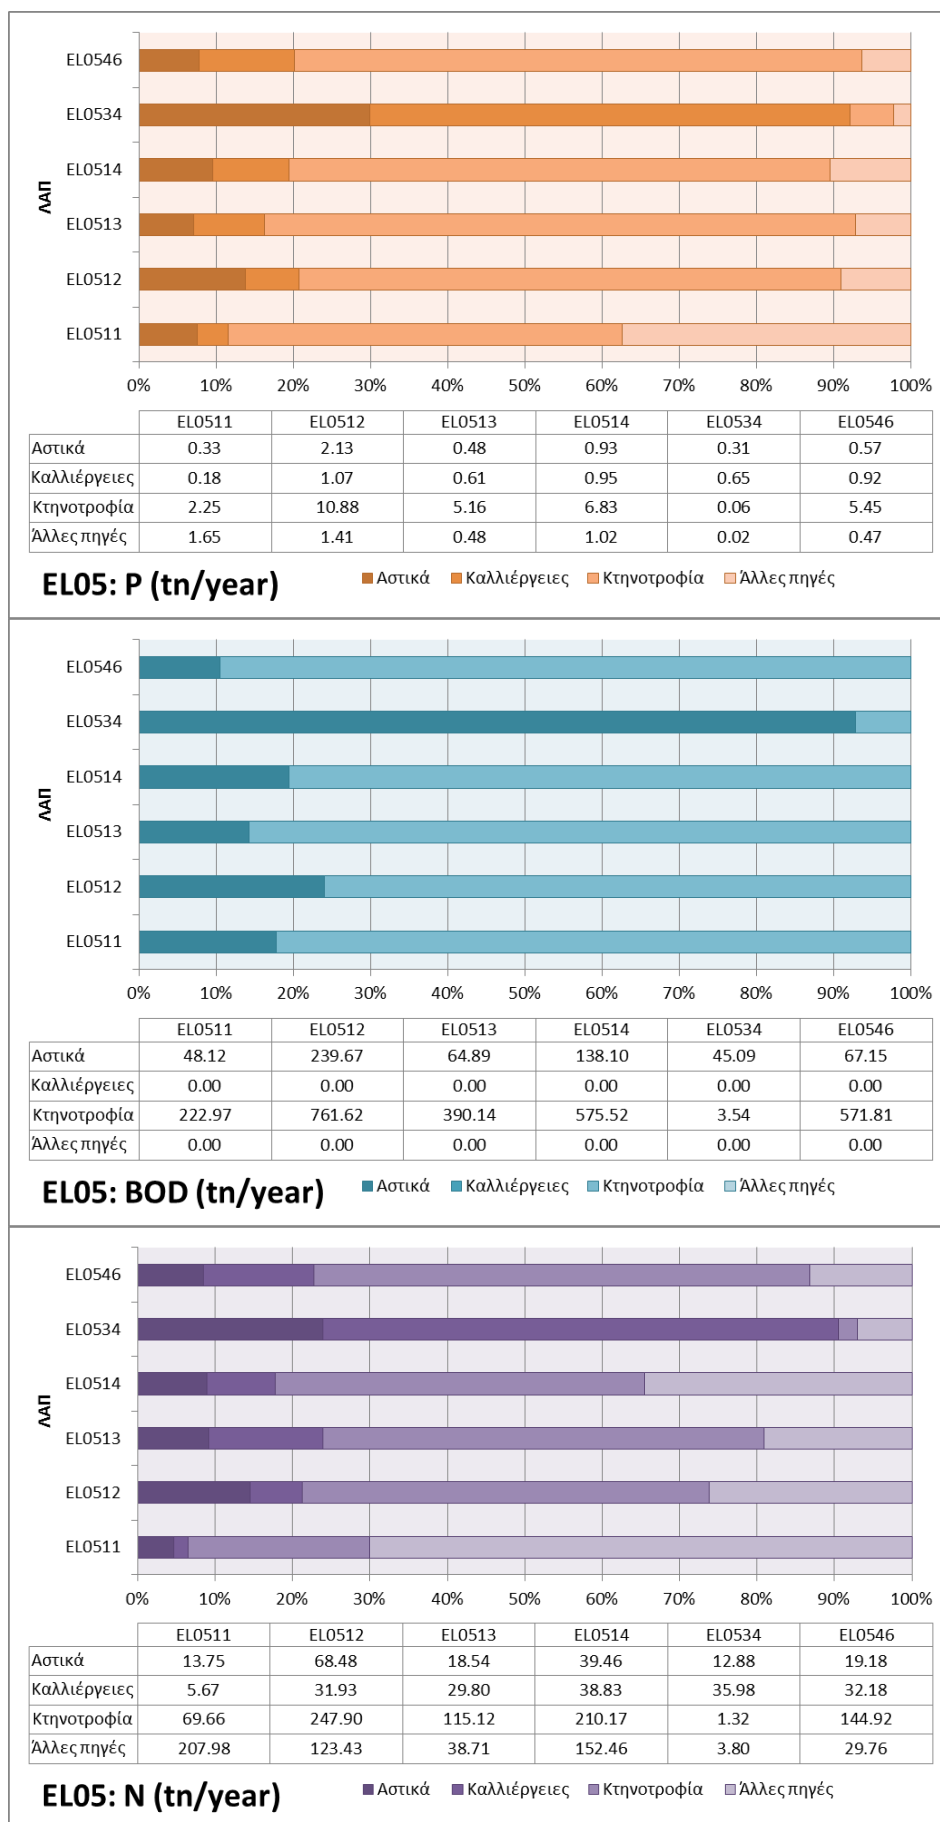 EL0546
EL0534
EL0514
EL0513
EL0512
EL0511
ΛΑΠ
0% 10% 20% 30% 40% 50% 60% 70% 80% 90% 100%
EL0511 EL0512 EL0513 EL0514 EL0534 EL0546
Αστικά 0.33 2.13 0.48 0.93 0.31 0.57
Καλλιέργειες 0.18 1.07 0.61 0.95 0.65 0.92
Κτηνοτροφία 2.25 10.88 5.16 6.83 0.06 5.45
Άλλες πηγές 1.65 1.41 0.48 1.02 0.02 0.47
EL05: P (tn/year) Αστικά Καλλιέργειες Κτηνοτροφία Άλλες πηγές
EL0546
EL0534
EL0514
EL0513
EL0512
EL0511
ΛΑΠ
0% 10% 20% 30% 40% 50% 60% 70% 80% 90% 100%
EL0511 EL0512 EL0513 EL0514 EL0534 EL0546
Αστικά 48.12 239.67 64.89 138.10 45.09 67.15
Καλλιέργειες 0.00 0.00 0.00 0.00 0.00 0.00
Κτηνοτροφία 222.97 761.62 390.14 575.52 3.54 571.81
Άλλες πηγές 0.00 0.00 0.00 0.00 0.00 0.00
EL05: BOD (tn/year) Αστικά Καλλιέργειες Κτηνοτροφία Άλλες πηγές
EL0546
EL0534
EL0514
EL0513
EL0512
EL0511
ΛΑΠ
0% 10% 20% 30% 40% 50% 60% 70% 80% 90% 100%
EL0511 EL0512 EL0513 EL0514 EL0534 EL0546
Αστικά 13.75 68.48 18.54 39.46 12.88 19.18
Καλλιέργειες 5.67 31.93 29.80 38.83 35.98 32.18
Κτηνοτροφία 69.66 247.90 115.12 210.17 1.32 144.92
Άλλες πηγές 207.98 123.43 38.71 152.46 3.80 29.76
EL05: N (tn/year) Αστικά Καλλιέργειες Κτηνοτροφία Άλλες πηγές